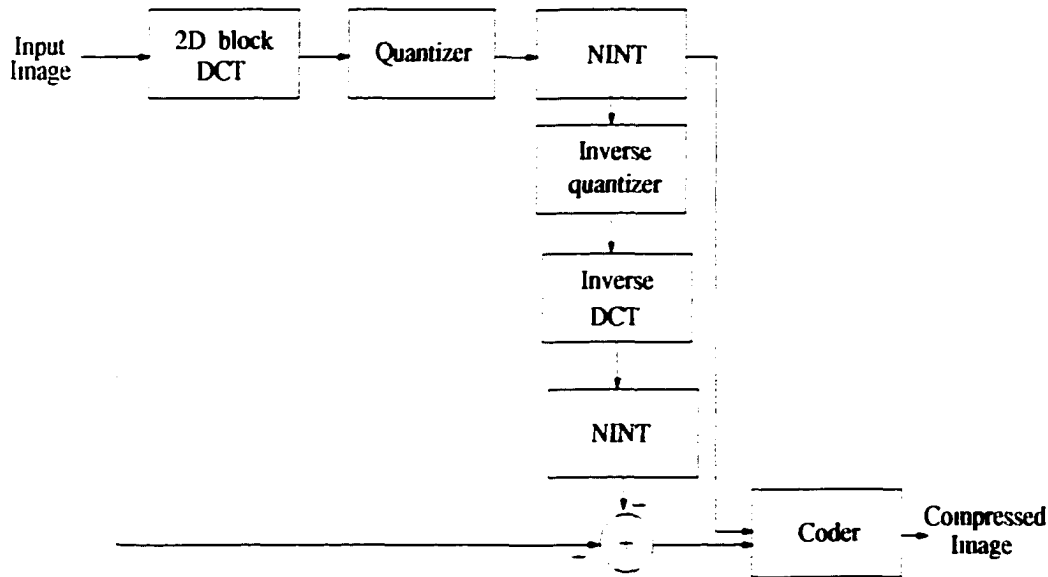 Input
Image
2D block
DCT
Quantizer
NINT
Inverse
quantizer
Inverse
DCT
NINT
−
−
Coder
Compressed
Image